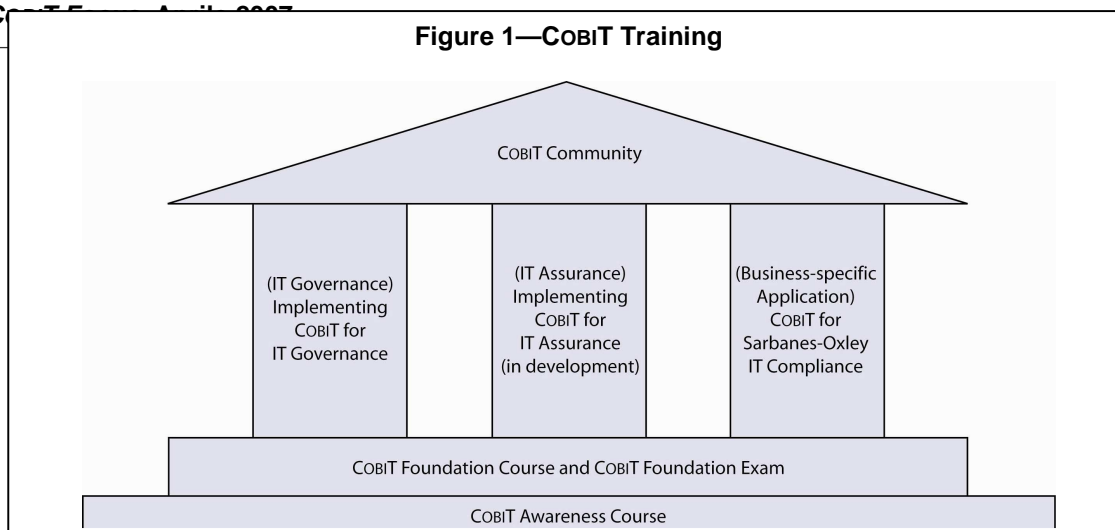 Figure 1—COBIT Training
COBIT Community
(IT Governance)
Implementing
COBIT for
IT Governance
(IT Assurance)
Implementing
COBIT for
IT Assurance
(in development)
(Business-specific
Application)
COBIT for
Sarbanes-Oxley
IT Compliance
COBIT Foundation Course and COBIT Foundation Exam
COBIT Awareness Course